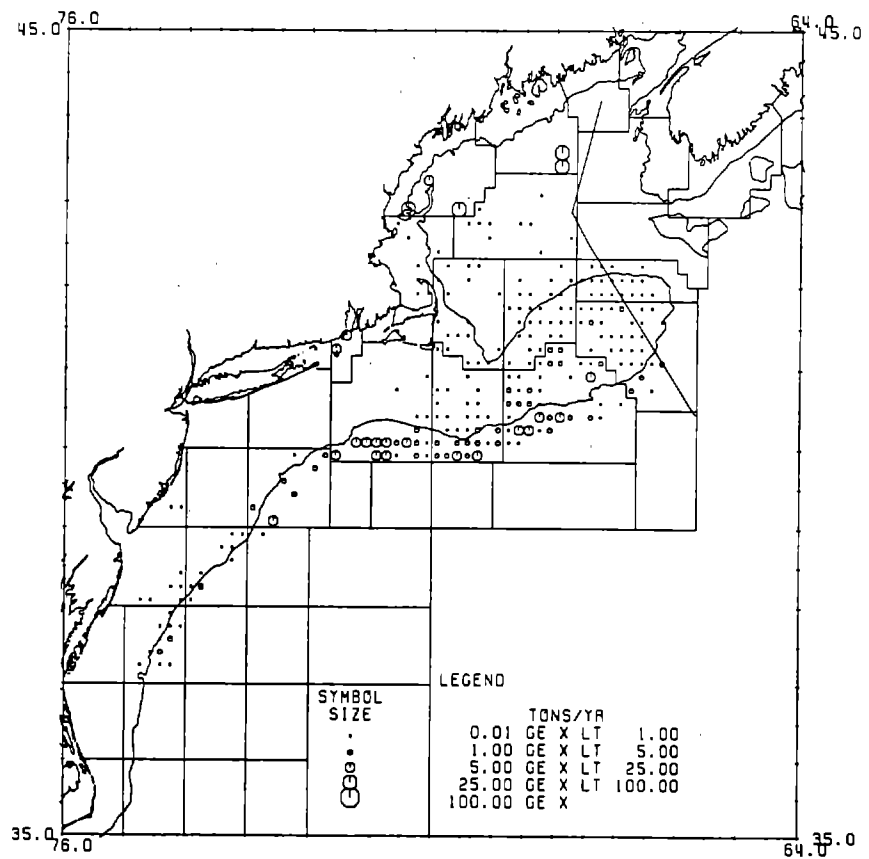 76.0 64.0
45.0 45.0
LEGEND
SYMBOL
SIZE
TONS/YR
0.01 GE X LT 1.00
1.00 GE X LT 5.00
5.00 GE X LT 25.00
25.00 GE X LT 100.00
100.00 GE X
35.0 35.0
76.0 64.0